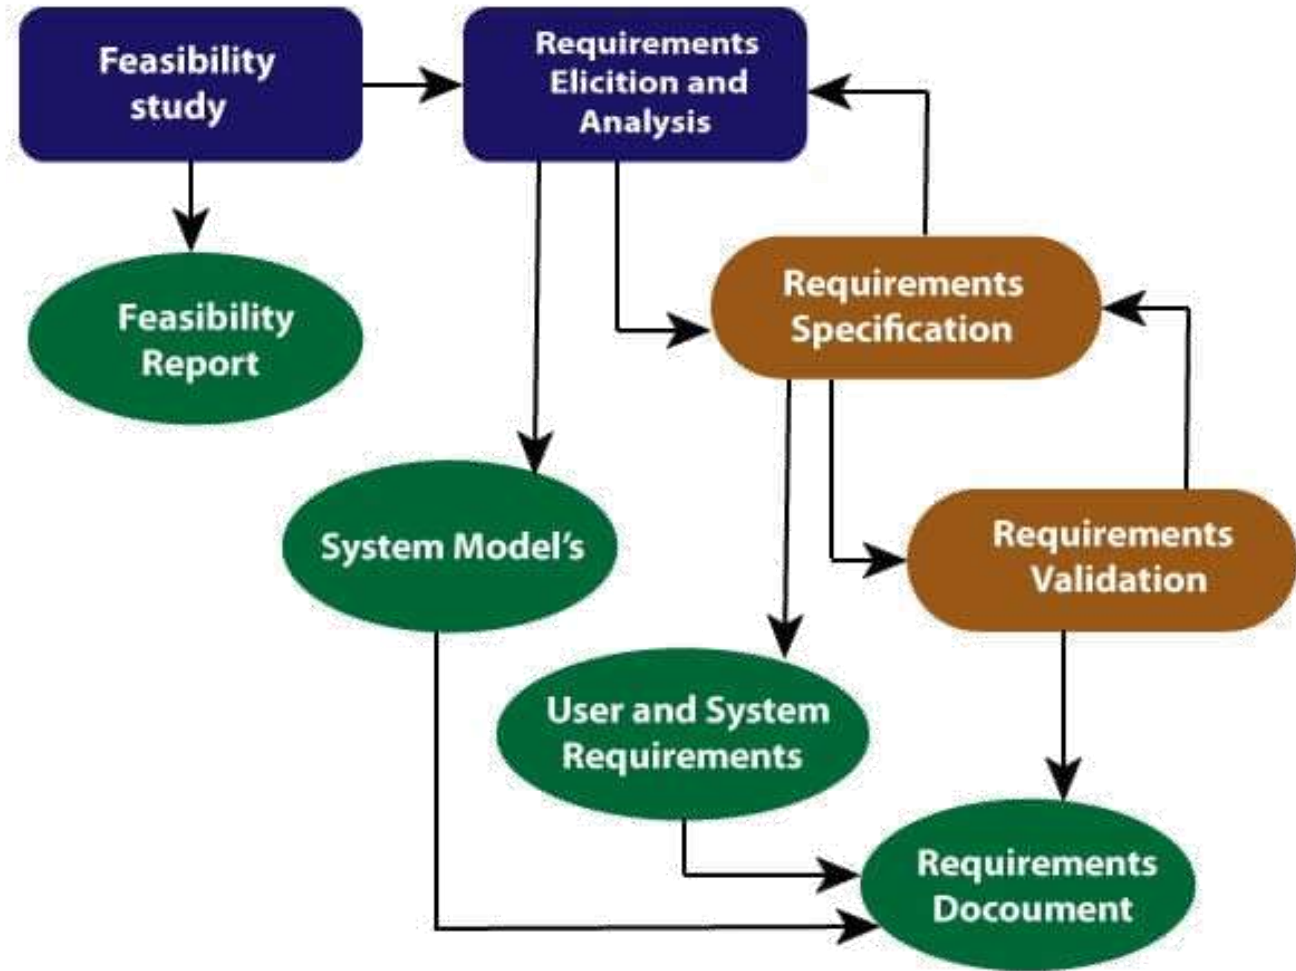 Feasibility
study
Requirements
Elicition and
Analysis
Feasibility
Report
Requirements
Specification
System Model's
Requirements
Validation
User and System
Requirements
Requirements
Docoument